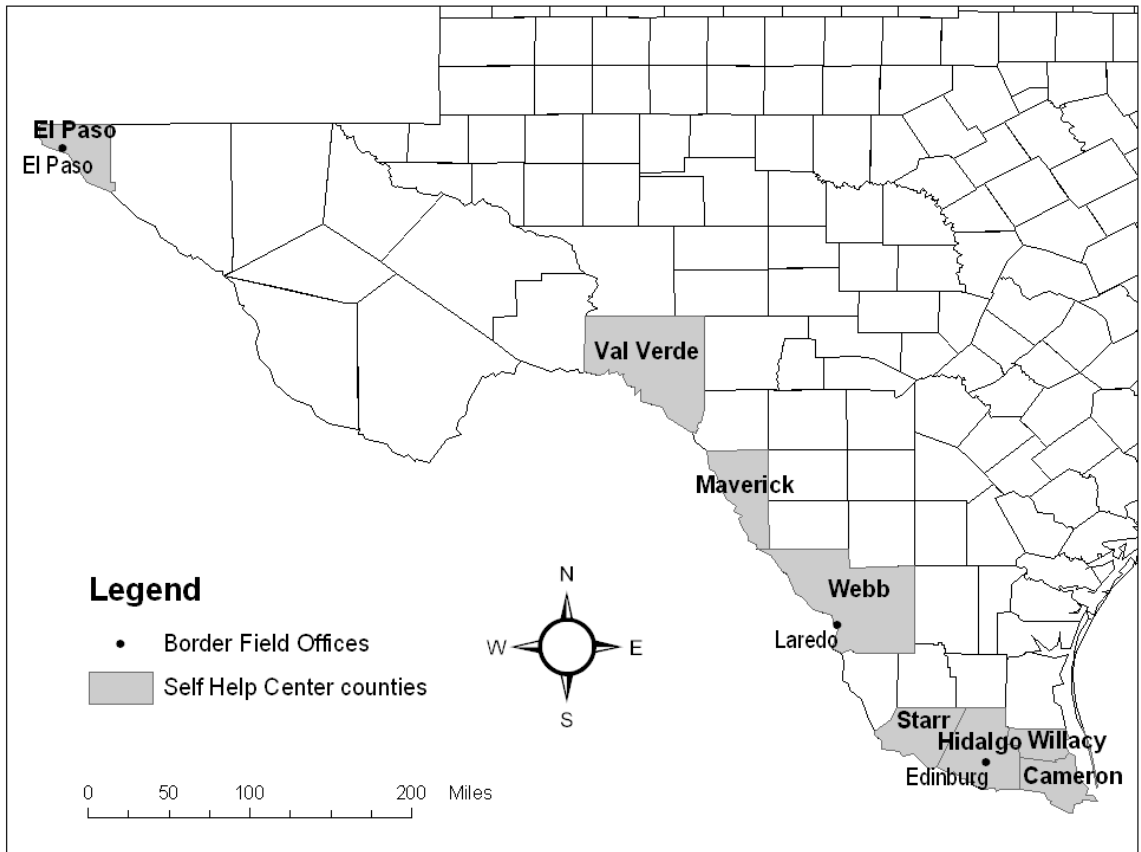 El Paso
El Paso
Val Verde
Maverick
Webb
Laredo
Starr
Hidalgo
Willacy
Edinburg
Cameron
Legend
Border Field Offices
Self Help Center counties
N
W
E
S
0 50 100 200 Miles